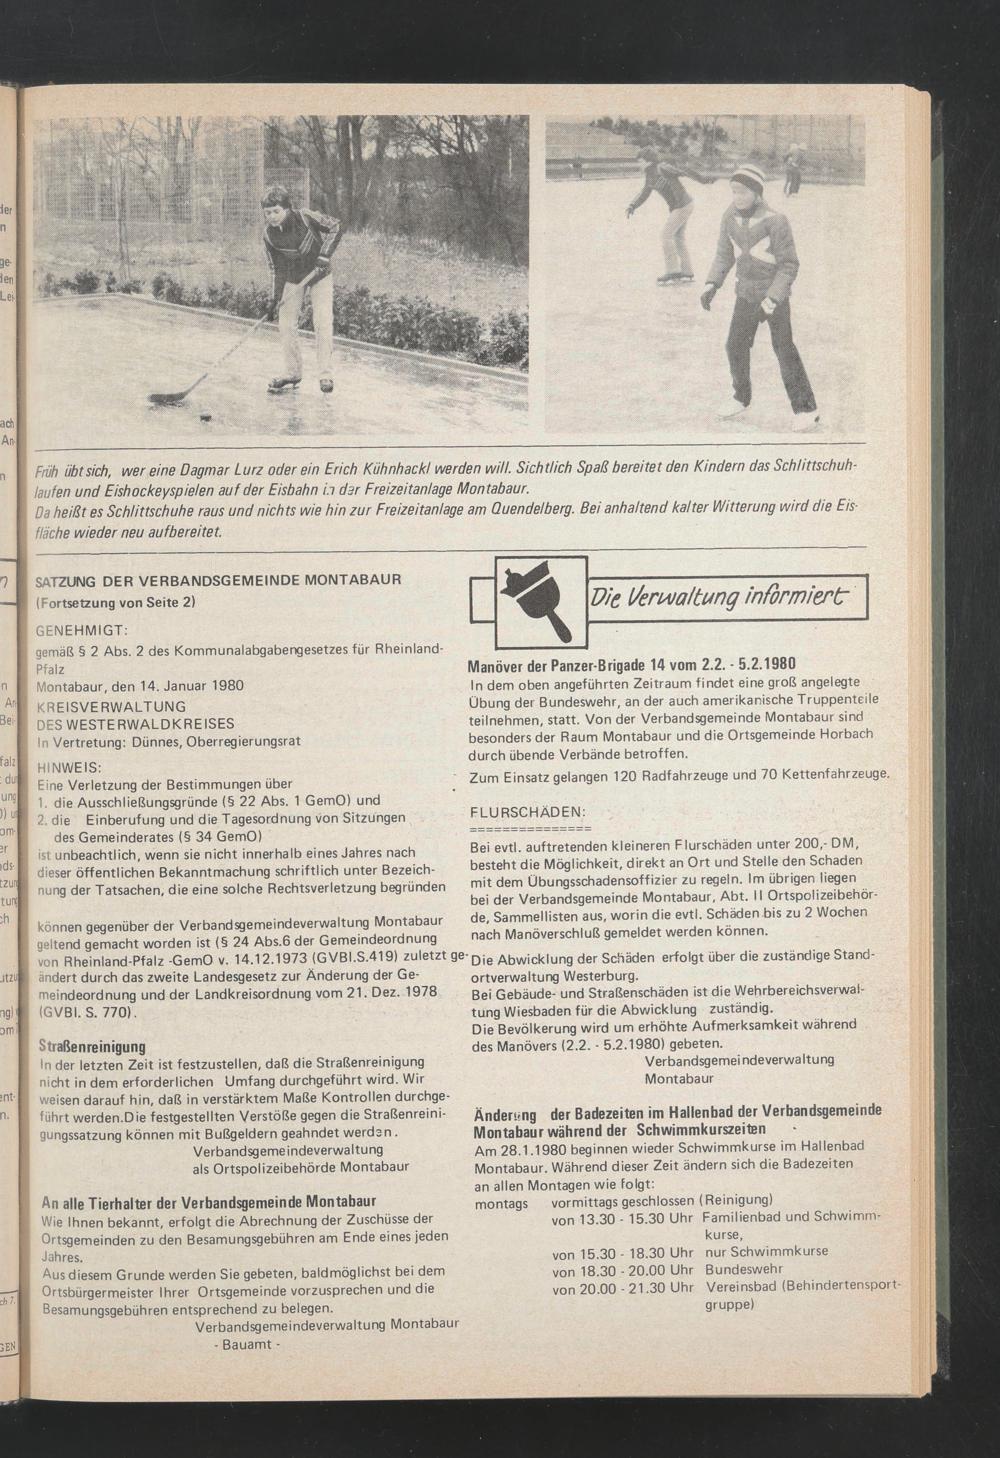 Früh übt sich, wer eine Dagmar Lurz oder ein Erich Kühnhackl werden will. Sichtlich Spaß bereitet den Kindern das Schlittschuh-
laufen und Eishockeyspielen auf der Eisbahn in der Freizeitanlage Montabaur.
Da heißt es Schlittschuhe raus und nichts wie hin zur Freizeitanlage am Quendelberg. Bei anhaltend kalter Witterung wird die Eis-
fläche wieder neu aufbereitet.
SATZUNG DER VERBANDSGEMEINDE MONTABAUR
(Fortsetzung von Seite 2)
GENEHMIGT:
gemäß § 2 Abs. 2 des Kommunalabgabengesetzes für Rheinland-
Pfalz
Montabaur, den 14. Januar 1980
KREISVERWALTUNG
DES WESTERWALDKREISES
In Vertretung: Dünnes, Oberregierungsrat
HINWEIS:
Eine Verletzung der Bestimmungen über
1. die Ausschließungsgründe (§ 22 Abs. 1 GemO) und
2. die Einberufung und die Tagesordnung von Sitzungen
des Gemeinderates (§ 34 GemO)
ist unbeachtlich, wenn sie nicht innerhalb eines Jahres nach
dieser öffentlichen Bekanntmachung schriftlich unter Bezeich-
nung der Tatsachen, die eine solche Rechtsverletzung begründen
können gegenüber der Verbandsgemeindeverwaltung Montabaur
geltend gemacht worden ist (§ 24 Abs.6 der Gemeindeordnung
von Rheinland-Pfalz -GemO v. 14.12.1973 (GVBl.S.419) zuletzt ge-
ändert durch das zweite Landesgesetz zur Änderung der Ge-
meindeordnung und der Landkreisordnung vom 21. Dez. 1978
(GVBl. S. 770).
Straßenreinigung
In der letzten Zeit ist festzustellen, daß die Straßenreinigung
nicht in dem erforderlichen Umfang durchgeführt wird. Wir
weisen darauf hin, daß in verstärktem Maße Kontrollen durchge-
führt werden.Die festgestellten Verstöße gegen die Straßenreini-
gungssatzung können mit Bußgeldern geahndet werden.
Verbandsgemeindeverwaltung
als Ortspolizeibehörde Montabaur
An alle Tierhalter der Verbandsgemeinde Montabaur
Wie Ihnen bekannt, erfolgt die Abrechnung der Zuschüsse der
Ortsgemeinden zu den Besamungsgebühren am Ende eines jeden
Jahres.
Aus diesem Grunde werden Sie gebeten, baldmöglichst bei dem
Ortsbürgermeister Ihrer Ortsgemeinde vorzusprechen und die
Besamungsgebühren entsprechend zu belegen.
Verbandsgemeindeverwaltung Montabaur
- Bauamt -
Die Verwaltung informiert
Manöver der Panzer-Brigade 14 vom 2.2. - 5.2.1980
In dem oben angeführten Zeitraum findet eine groß angelegte
Übung der Bundeswehr, an der auch amerikanische Truppenteile
teilnehmen, statt. Von der Verbandsgemeinde Montabaur sind
besonders der Raum Montabaur und die Ortsgemeinde Horbach
durch übende Verbände betroffen.
Zum Einsatz gelangen 120 Radfahrzeuge und 70 Kettenfahrzeuge.
FLURSCHÄDEN:
===============
Bei evtl. auftretenden kleineren Flurschäden unter 200,- DM,
besteht die Möglichkeit, direkt an Ort und Stelle den Schaden
mit dem Übungsschadensoffizier zu regeln. Im übrigen liegen
bei der Verbandsgemeinde Montabaur, Abt. II Ortspolizeibehör-
de, Sammellisten aus, worin die evtl. Schäden bis zu 2 Wochen
nach Manöverschluß gemeldet werden können.
Die Abwicklung der Schäden erfolgt über die zuständige Stand-
ortverwaltung Westerburg.
Bei Gebäude- und Straßenschäden ist die Wehrbereichsverwal-
tung Wiesbaden für die Abwicklung zuständig.
Die Bevölkerung wird um erhöhte Aufmerksamkeit während
des Manövers (2.2. - 5.2.1980) gebeten.
Verbandsgemeindeverwaltung
Montabaur
Änderung der Badezeiten im Hallenbad der Verbandsgemeinde
Montabaur während der Schwimmkurszeiten
Am 28.1.1980 beginnen wieder Schwimmkurse im Hallenbad
Montabaur. Während dieser Zeit ändern sich die Badezeiten
an allen Montagen wie folgt:
montags vormittags geschlossen (Reinigung)
von 13.30 - 15.30 Uhr Familienbad und Schwimm-
kurse,
von 15.30 - 18.30 Uhr nur Schwimmkurse
von 18.30 - 20.00 Uhr Bundeswehr
von 20.00 - 21.30 Uhr Vereinsbad (Behindertensport-
gruppe)